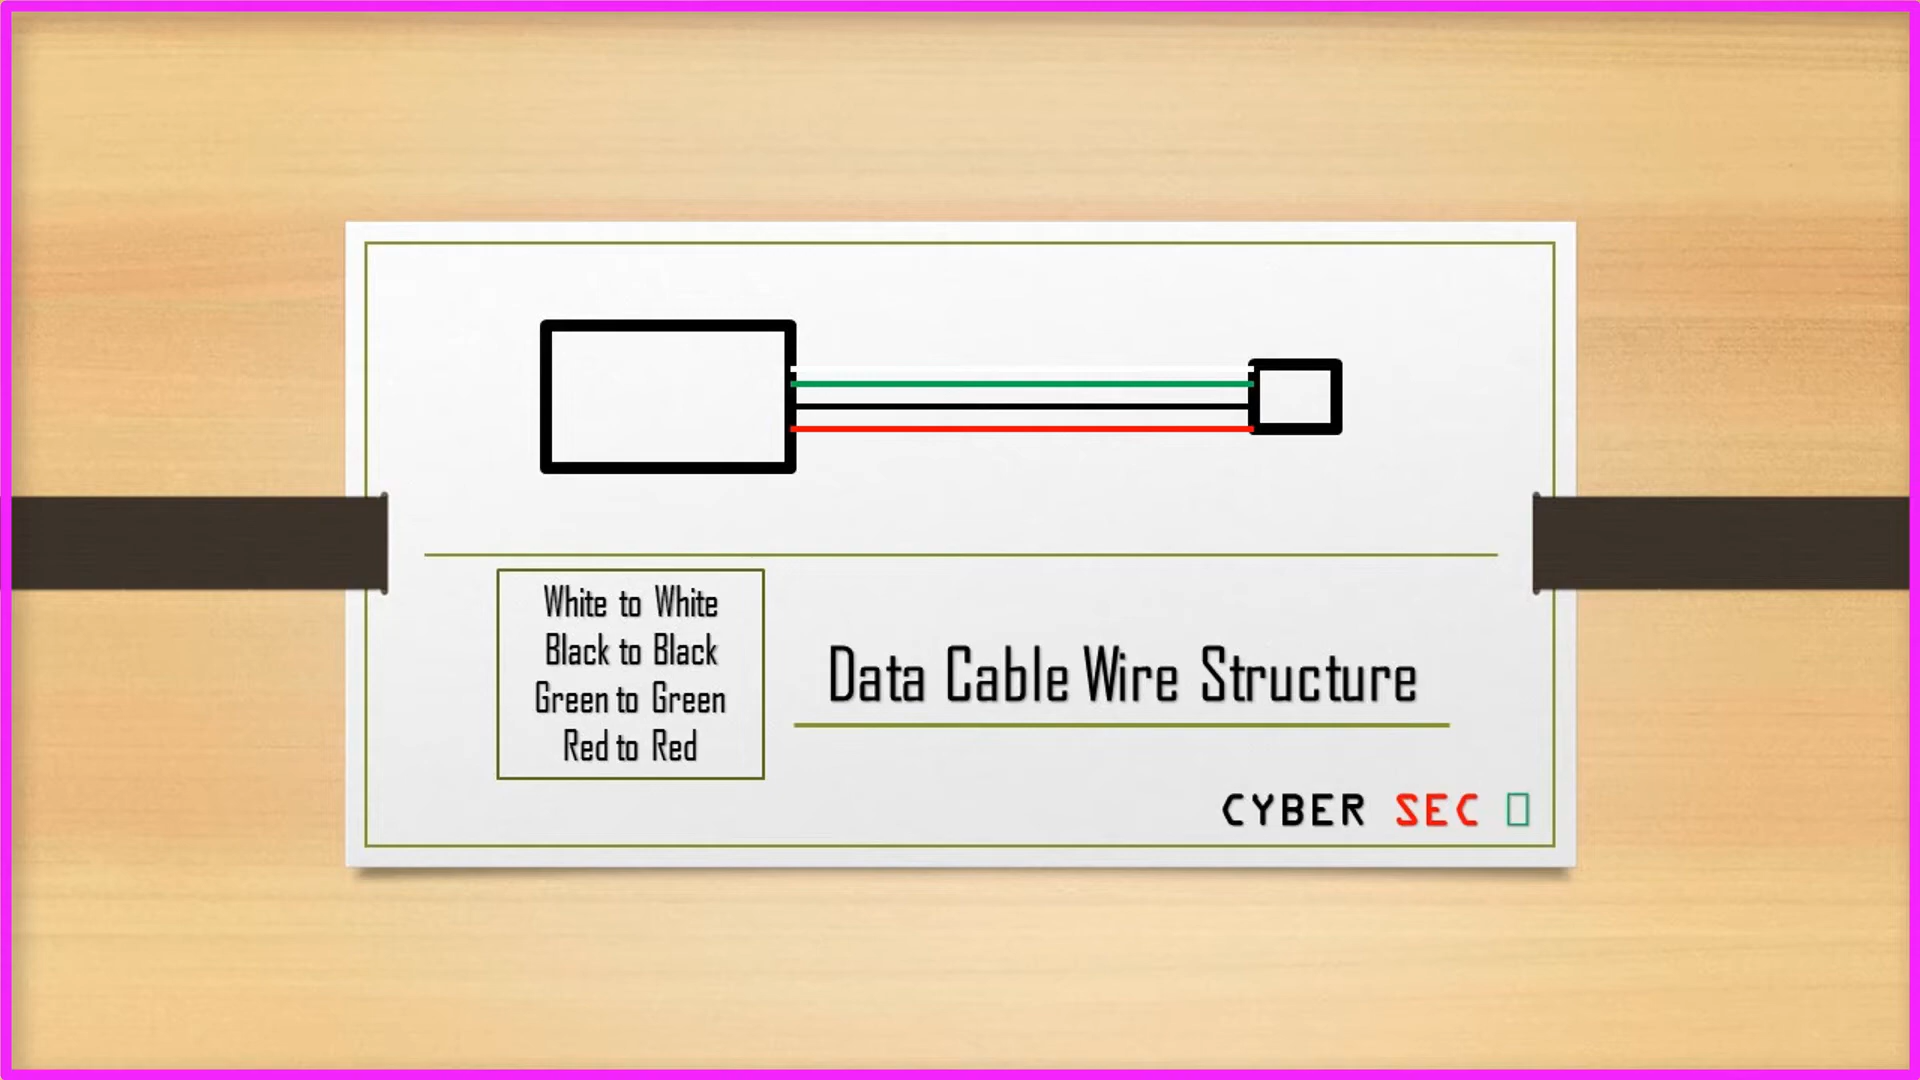 White to White
Black to Black
Green to Green
Red to Red
Data Cable Wire Structure
CYBER SEC